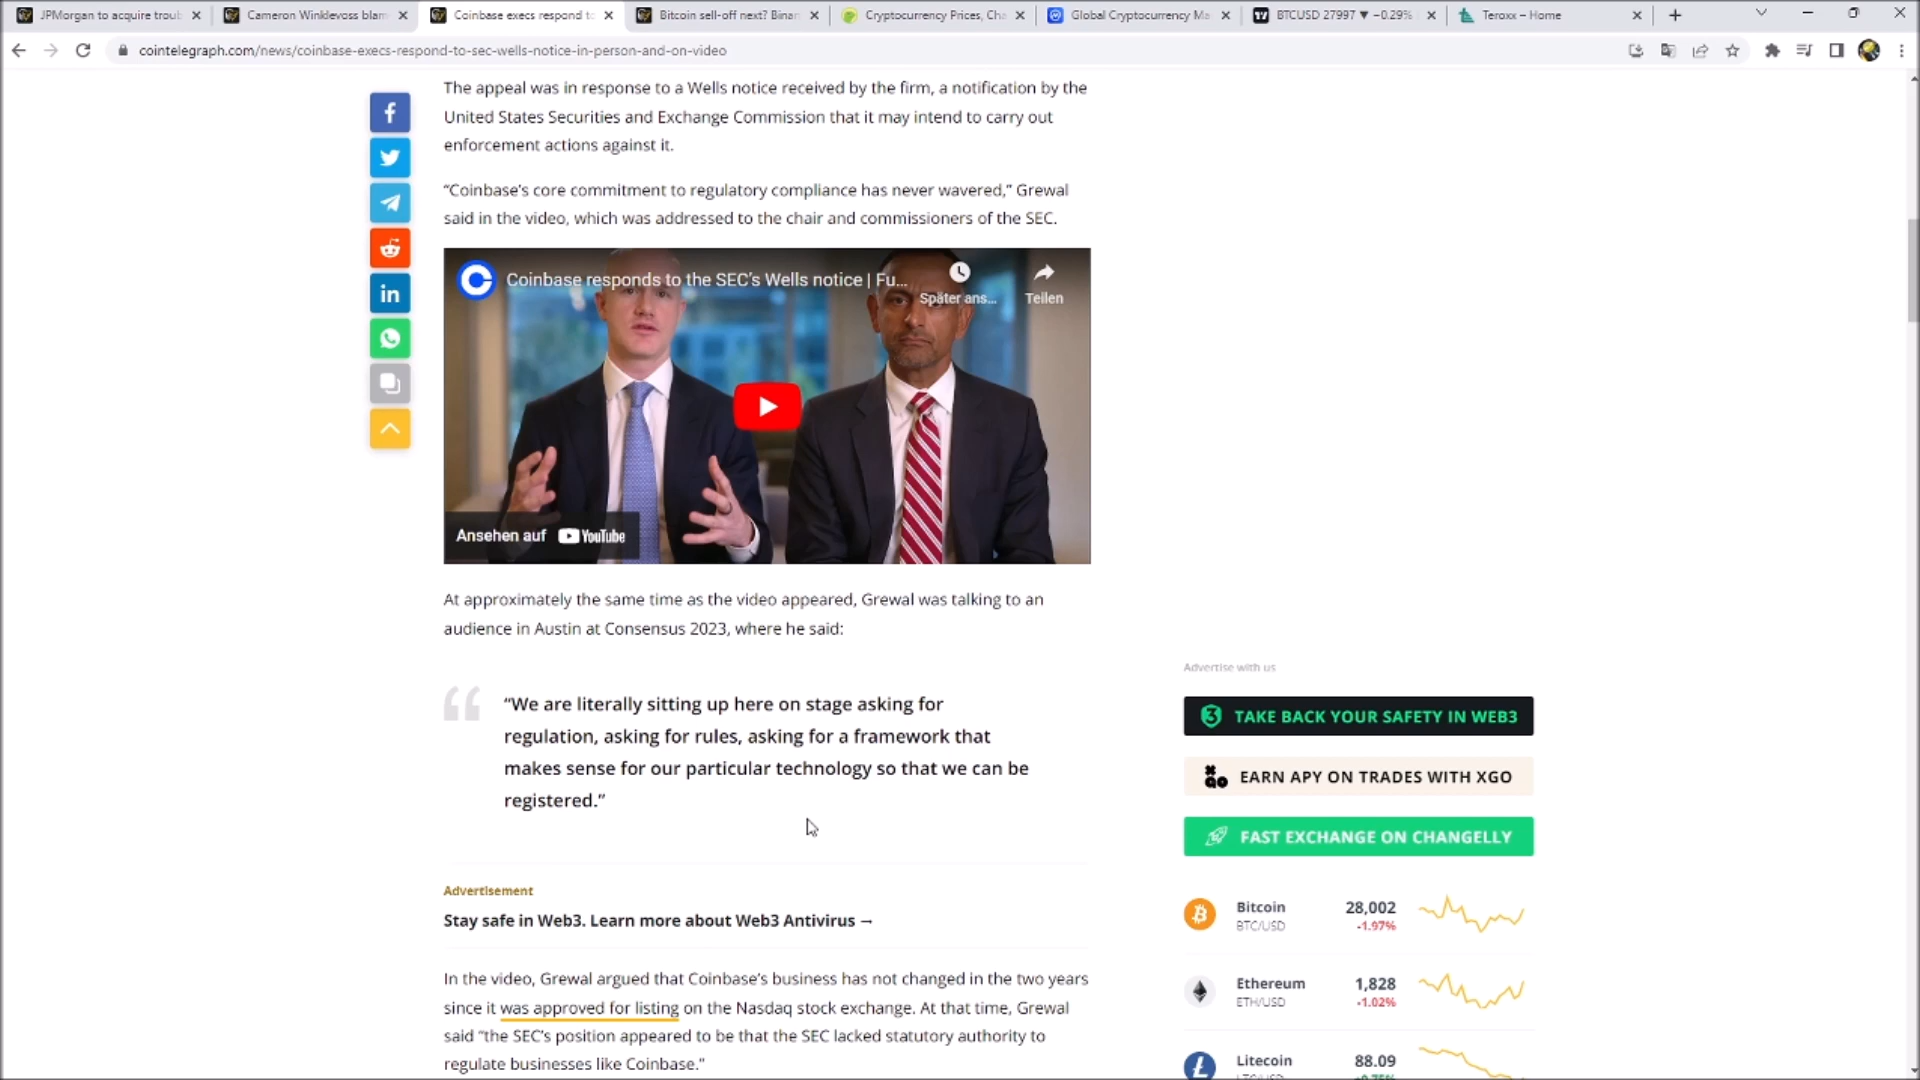 JPMorgan to acquire troub
Cameron Winklevoss blam
Coinbase execs respond to
Bitcoin sell-off next? Binan
Cryptocurrency Prices, Cha
Global Cryptocurrency Ma
BTCUSD 27997 ▼ −0.29%
Teroxx – Home
cointelegraph.com/news/coinbase-execs-respond-to-sec-wells-notice-in-person-and-on-video
The appeal was in response to a Wells notice received by the firm, a notification by the
United States Securities and Exchange Commission that it may intend to carry out
enforcement actions against it.
“Coinbase’s core commitment to regulatory compliance has never wavered,” Grewal
said in the video, which was addressed to the chair and commissioners of the SEC.
Coinbase responds to the SEC’s Wells notice | Fu...
Später ans...
Teilen
Ansehen auf YouTube
At approximately the same time as the video appeared, Grewal was talking to an
audience in Austin at Consensus 2023, where he said:
“We are literally sitting up here on stage asking for
regulation, asking for rules, asking for a framework that
makes sense for our particular technology so that we can be
registered.”
Advertisement
Stay safe in Web3. Learn more about Web3 Antivirus →
In the video, Grewal argued that Coinbase’s business has not changed in the two years
since it was approved for listing on the Nasdaq stock exchange. At that time, Grewal
said “the SEC’s position appeared to be that the SEC lacked statutory authority to
regulate businesses like Coinbase.”
Advertise with us
TAKE BACK YOUR SAFETY IN WEB3
EARN APY ON TRADES WITH XGO
FAST EXCHANGE ON CHANGELLY
Bitcoin 28,002
BTC/USD -1.97%
Ethereum 1,828
ETH/USD -1.02%
Litecoin 88.09